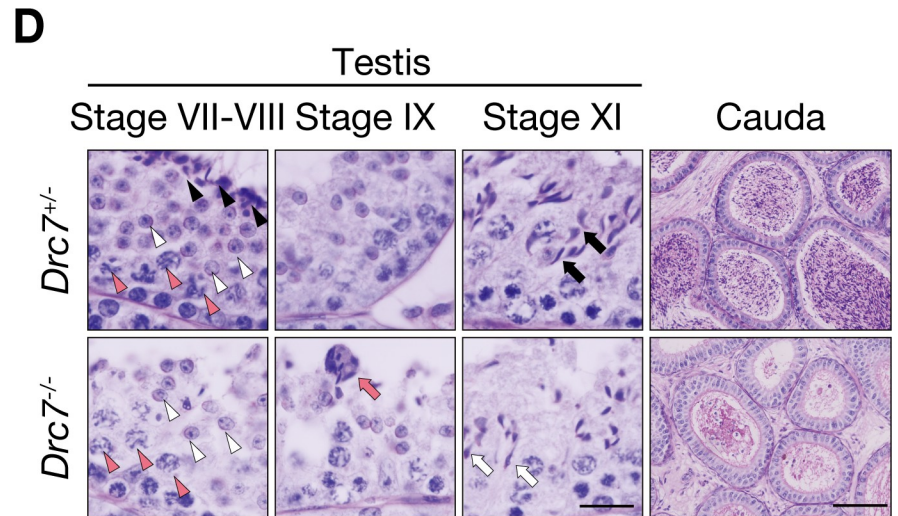 D
Testis
Stage VII-VIII Stage IX Stage XI Cauda
Drc7+/-
Drc7-/-